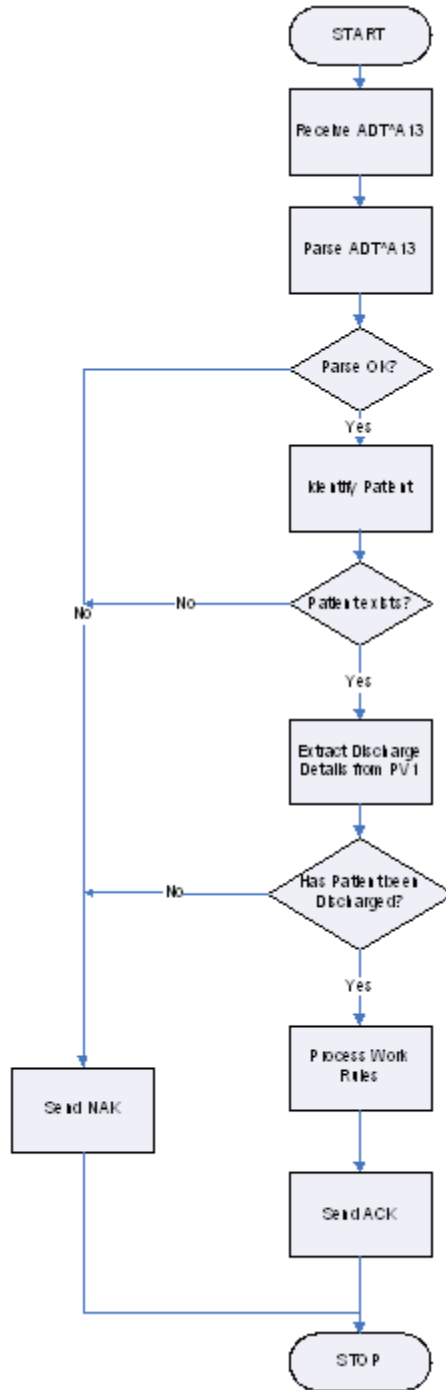 START
Receive ADT^A13
Parse ADT^A13
Parse OK?
Yes
Identify Patient
Patient exists?
No
No
Yes
Extract Discharge
Details from PV1
Has Patient been
Discharged?
No
Yes
Process Work
Rules
Send NAK
Send ACK
STOP